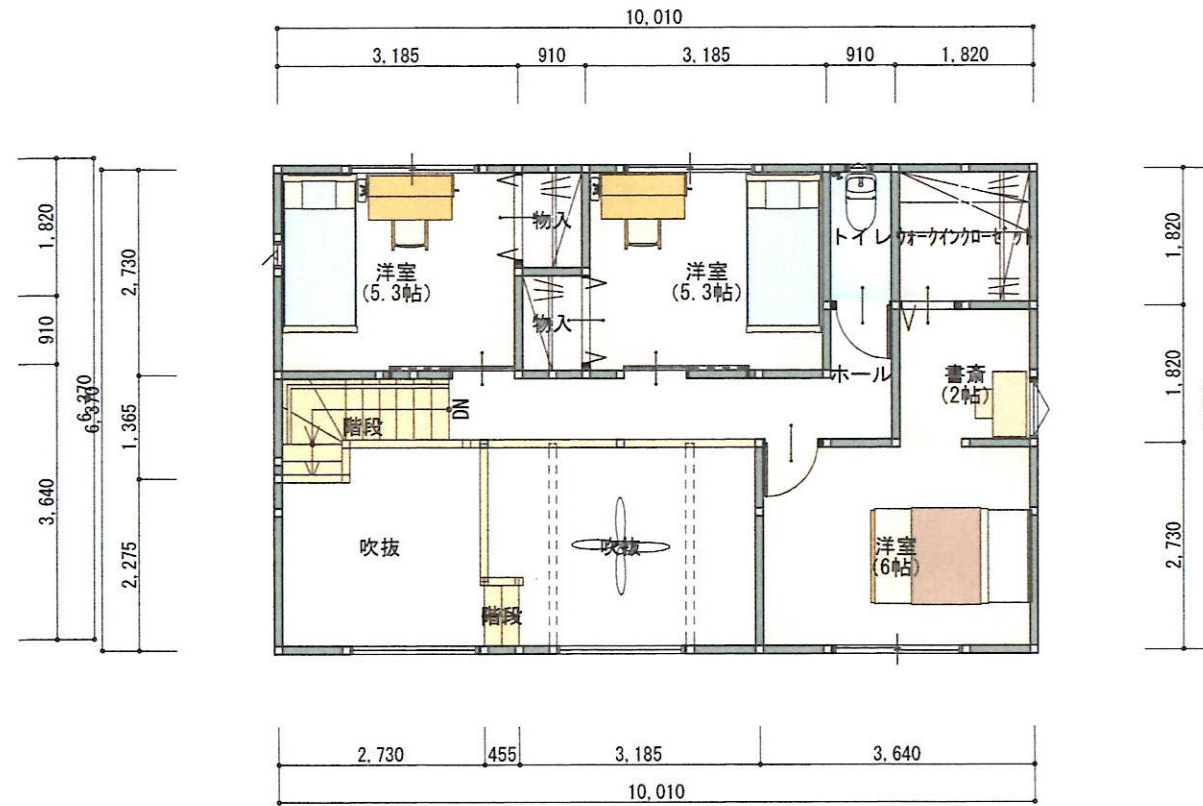 10,010
3,185
910
3,185
910
1,820
1,820
910
3,640
6,370
6,370
2,730
1,365
2,275
物入
物入
洋室
(5.3帖)
洋室
(5.3帖)
トイレ
ウォークインクローゼット
ホール
書斎
(2帖)
階段
DN
吹抜
吹抜
階段
洋室
(6帖)
1,820
1,820
2,730
2,730
455
3,185
3,640
10,010